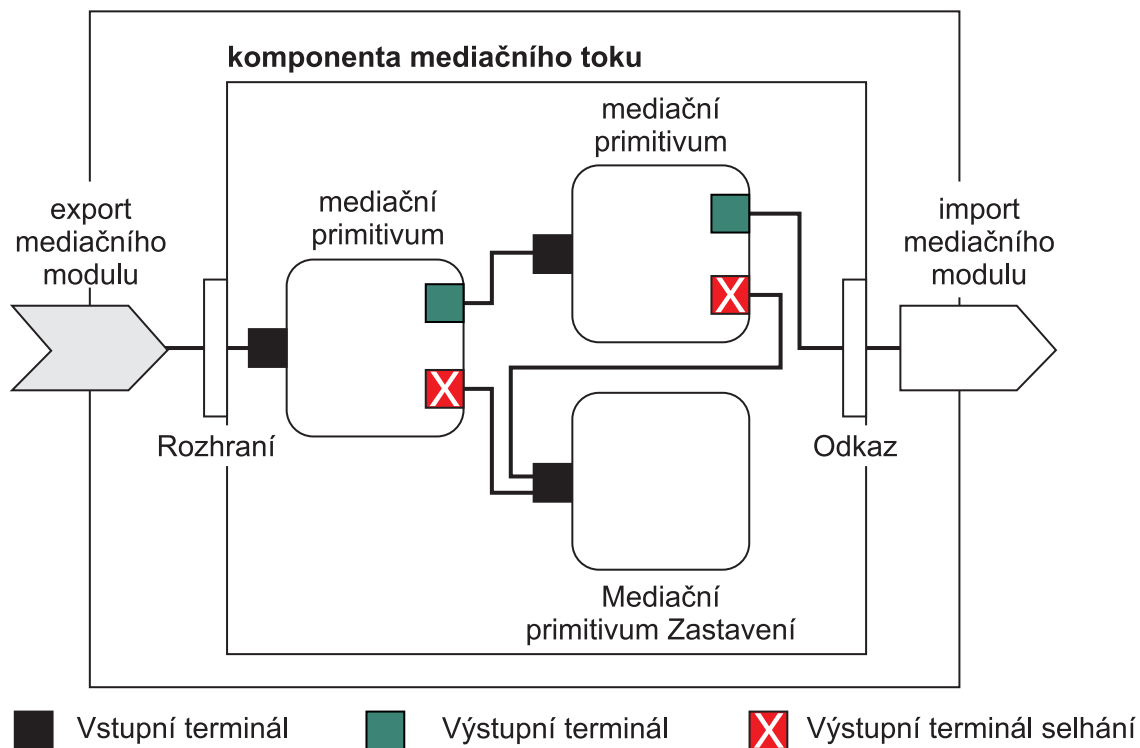 komponenta mediačního toku
mediační
primitivum
export
mediačního
modulu
mediační
primitivum
import
mediačního
modulu
X
X
Rozhraní
Odkaz
Mediační
primitivum Zastavení
Vstupní terminál
Výstupní terminál
X
Výstupní terminál selhání